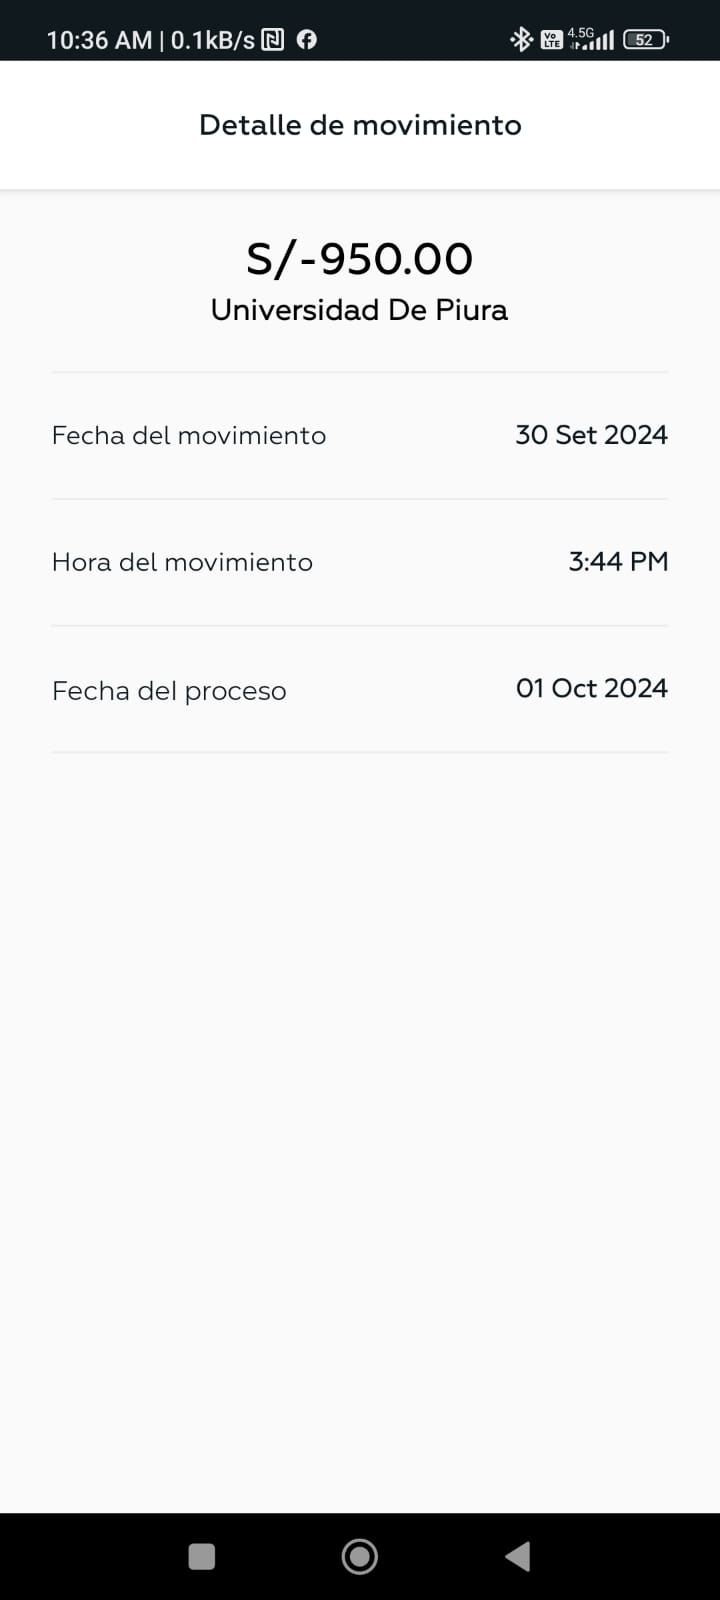 10:36 AM | 0.1kB/s
Vo LTE 4.5G 52
Detalle de movimiento
S/-950.00
Universidad De Piura
Fecha del movimiento 30 Set 2024
Hora del movimiento 3:44 PM
Fecha del proceso 01 Oct 2024